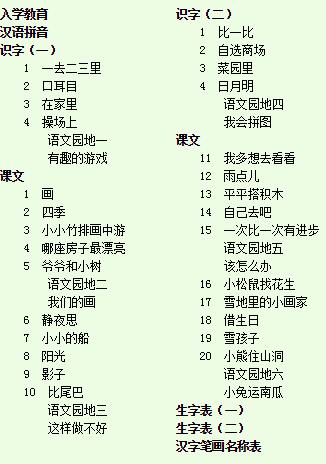 入学教育
汉语拼音
识字（一）
1 一去二三里
2 口耳目
3 在家里
4 操场上
语文园地一
有趣的游戏
课文
1 画
2 四季
3 小小竹排画中游
4 哪座房子最漂亮
5 爷爷和小树
语文园地二
我们的画
6 静夜思
7 小小的船
8 阳光
9 影子
10 比尾巴
语文园地三
这样做不好
识字（二）
1 比一比
2 自选商场
3 菜园里
4 日月明
语文园地四
我会拼图
课文
11 我多想去看看
12 雨点儿
13 平平搭积木
14 自己去吧
15 一次比一次有进步
语文园地五
该怎么办
16 小松鼠找花生
17 雪地里的小画家
18 借生日
19 雪孩子
20 小熊住山洞
语文园地六
小兔运南瓜
生字表（一）
生字表（二）
汉字笔画名称表